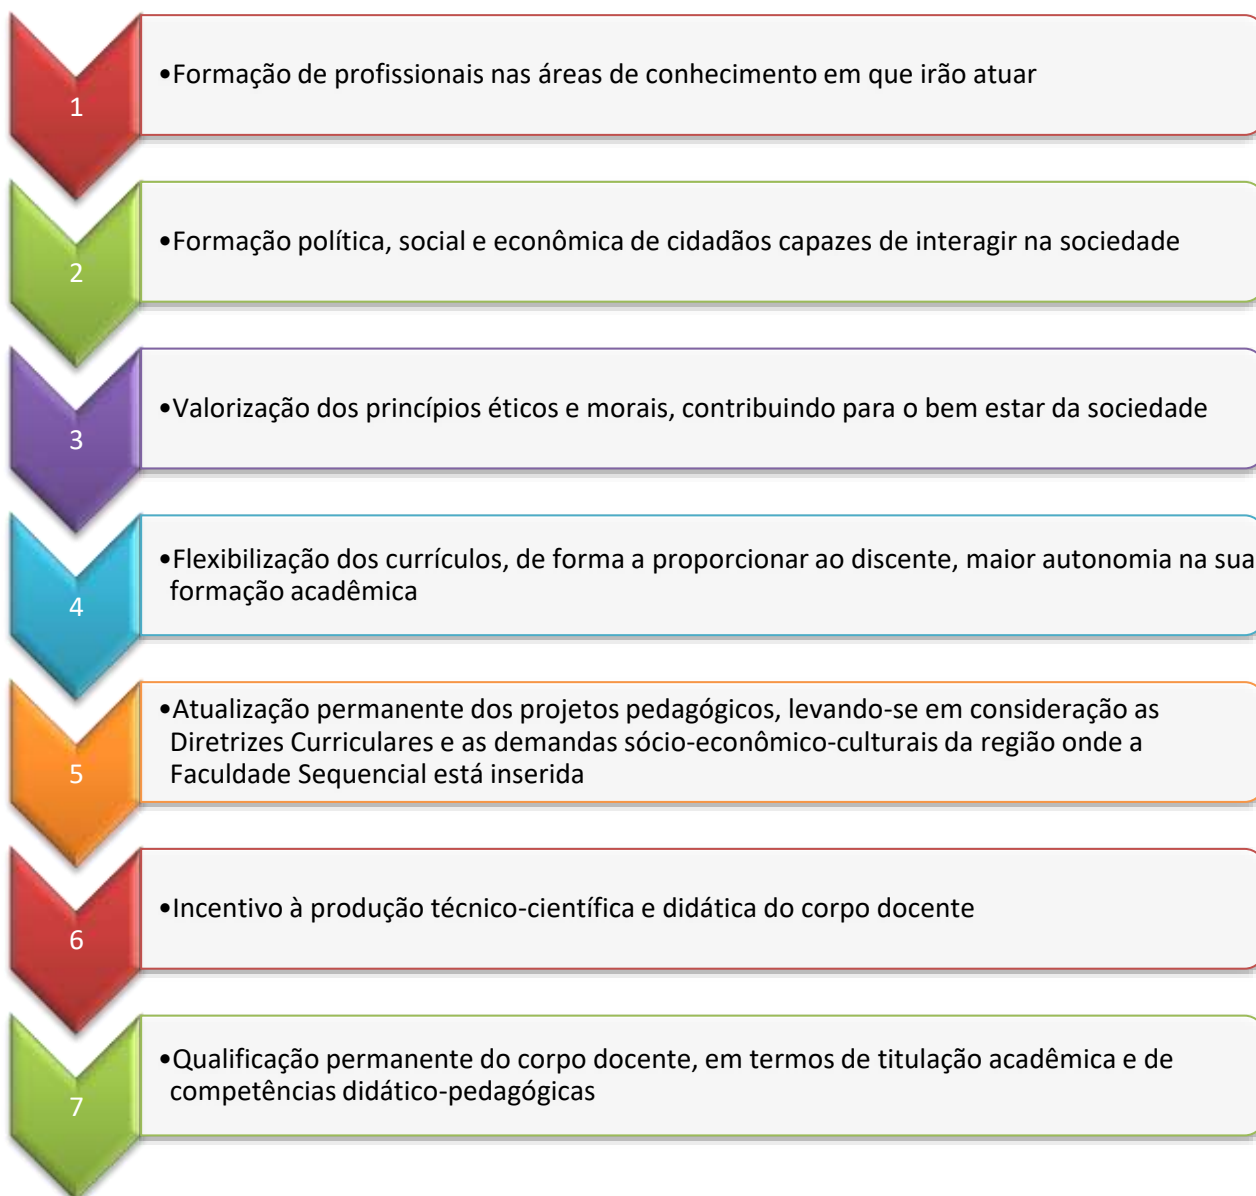 1
•Formação de profissionais nas áreas de conhecimento em que irão atuar
2
•Formação política, social e econômica de cidadãos capazes de interagir na sociedade
3
•Valorização dos princípios éticos e morais, contribuindo para o bem estar da sociedade
4
•Flexibilização dos currículos, de forma a proporcionar ao discente, maior autonomia na sua
formação acadêmica
5
•Atualização permanente dos projetos pedagógicos, levando-se em consideração as
Diretrizes Curriculares e as demandas sócio-econômico-culturais da região onde a
Faculdade Sequencial está inserida
6
•Incentivo à produção técnico-científica e didática do corpo docente
7
•Qualificação permanente do corpo docente, em termos de titulação acadêmica e de
competências didático-pedagógicas